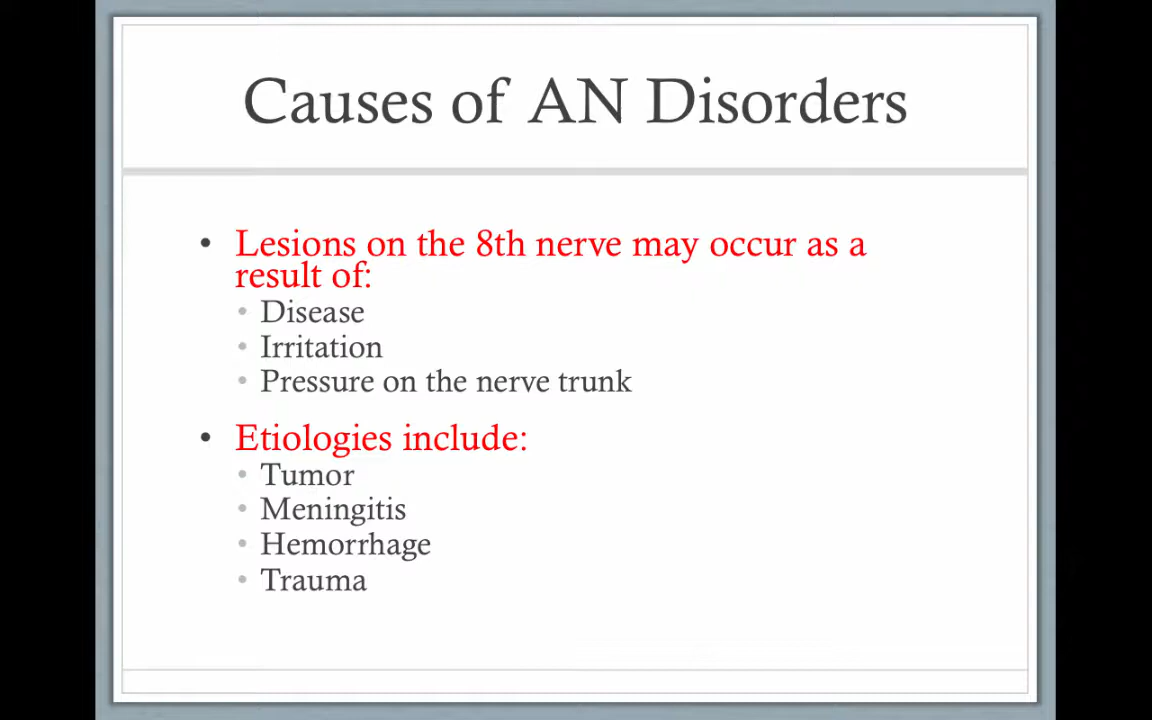 Causes of AN Disorders
• Lesions on the 8th nerve may occur as a
result of:
• Disease
• Irritation
• Pressure on the nerve trunk
• Etiologies include:
• Tumor
• Meningitis
• Hemorrhage
• Trauma